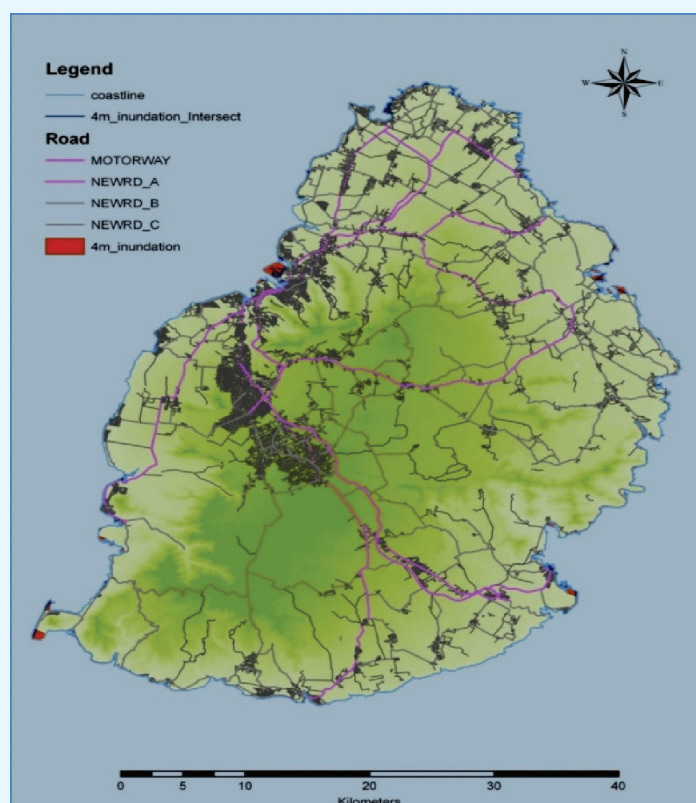 Legend
coastline
4m_inundation_Intersect
Road
MOTORWAY
NEWRD_A
NEWRD_B
NEWRD_C
4m_inundation
N
W E
S
0 5 10 20 30 40
Kilometers